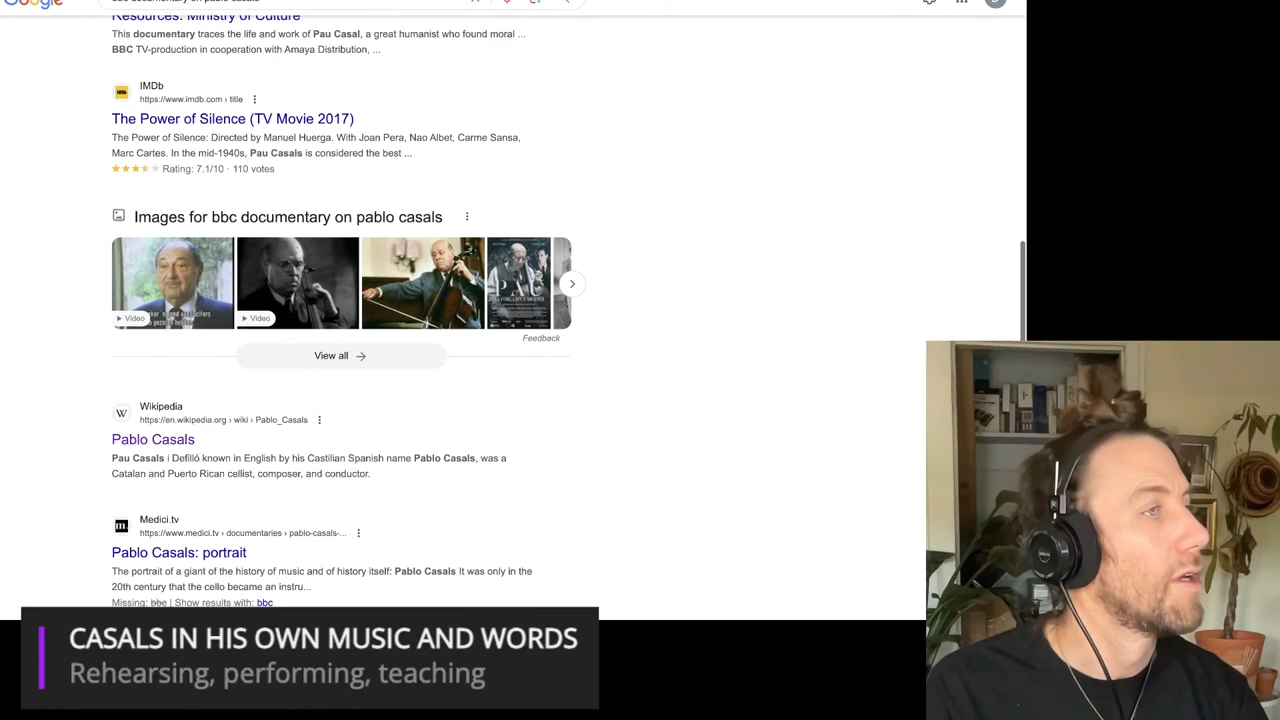 Google
Resources: Ministry of Culture
This documentary traces the life and work of Pau Casal, a great humanist who found moral ...
BBC TV-production in cooperation with Amaya Distribution, ...
IMDb
https://www.imdb.com › title
The Power of Silence (TV Movie 2017)
The Power of Silence: Directed by Manuel Huerga. With Joan Pera, Nao Albet, Carme Sansa,
Marc Cartes. In the mid-1940s, Pau Casals is considered the best ...
Rating: 7.1/10 · 110 votes
Images for bbc documentary on pablo casals
Video
Video
PAU
Feedback
View all
W
Wikipedia
https://en.wikipedia.org › wiki › Pablo_Casals
Pablo Casals
Pau Casals i Defilló known in English by his Castilian Spanish name Pablo Casals, was a
Catalan and Puerto Rican cellist, composer, and conductor.
m.
Medici.tv
https://www.medici.tv › documentaries › pablo-casals-...
Pablo Casals: portrait
The portrait of a giant of the history of music and of history itself: Pablo Casals It was only in the
20th century that the cello became an instru...
Missing: bbc | Show results with: bbc
CASALS IN HIS OWN MUSIC AND WORDS
Rehearsing, performing, teaching